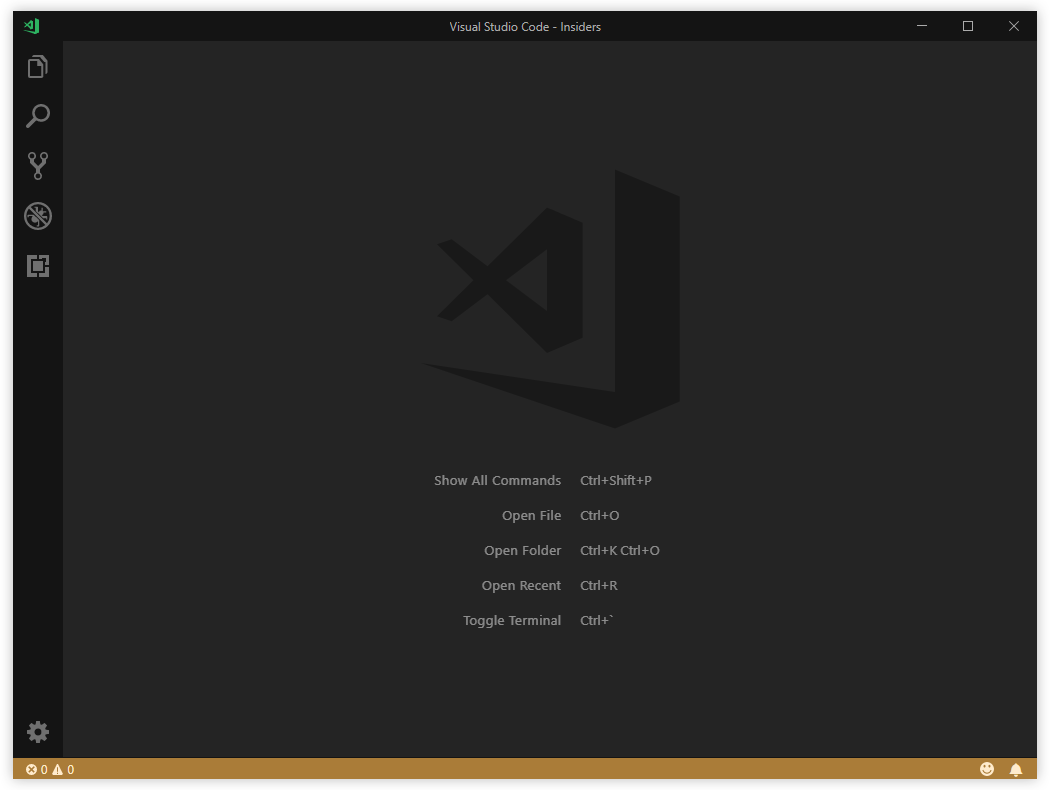 Visual Studio Code - Insiders
Show All Commands Ctrl+Shift+P
Open File Ctrl+O
Open Folder Ctrl+K Ctrl+O
Open Recent Ctrl+R
Toggle Terminal Ctrl+`
0 0